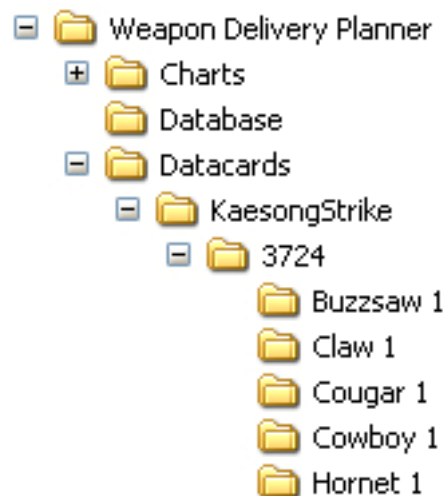 Weapon Delivery Planner
Charts
Database
Datacards
KaesongStrike
3724
Buzzsaw 1
Claw 1
Cougar 1
Cowboy 1
Hornet 1